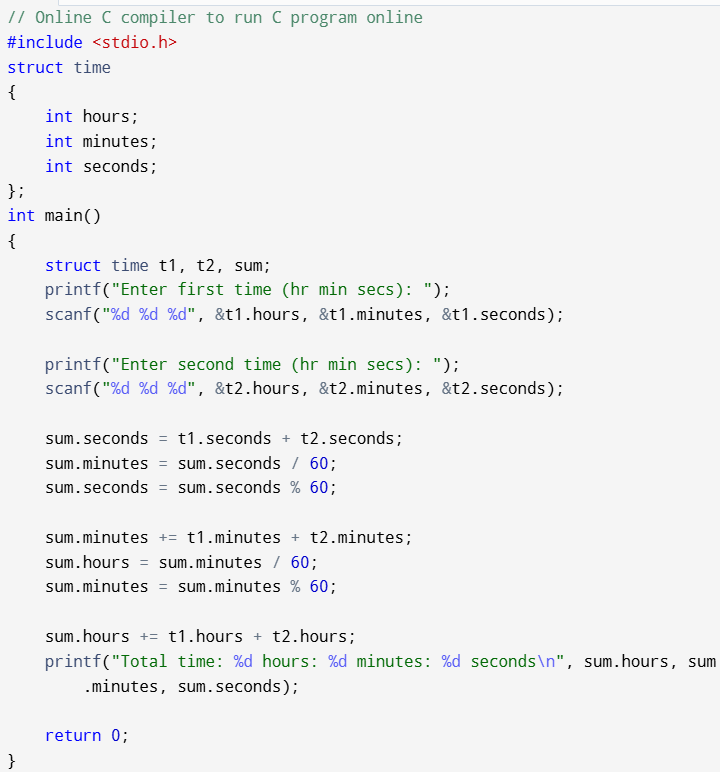 // Online C compiler to run C program online
#include <stdio.h>
struct time
{
    int hours;
    int minutes;
    int seconds;
};
int main()
{
    struct time t1, t2, sum;
    printf("Enter first time (hr min secs): ");
    scanf("%d %d %d", &t1.hours, &t1.minutes, &t1.seconds);

    printf("Enter second time (hr min secs): ");
    scanf("%d %d %d", &t2.hours, &t2.minutes, &t2.seconds);

    sum.seconds = t1.seconds + t2.seconds;
    sum.minutes = sum.seconds / 60;
    sum.seconds = sum.seconds % 60;

    sum.minutes += t1.minutes + t2.minutes;
    sum.hours = sum.minutes / 60;
    sum.minutes = sum.minutes % 60;

    sum.hours += t1.hours + t2.hours;
    printf("Total time: %d hours: %d minutes: %d seconds\n", sum.hours, sum
        .minutes, sum.seconds);

    return 0;
}